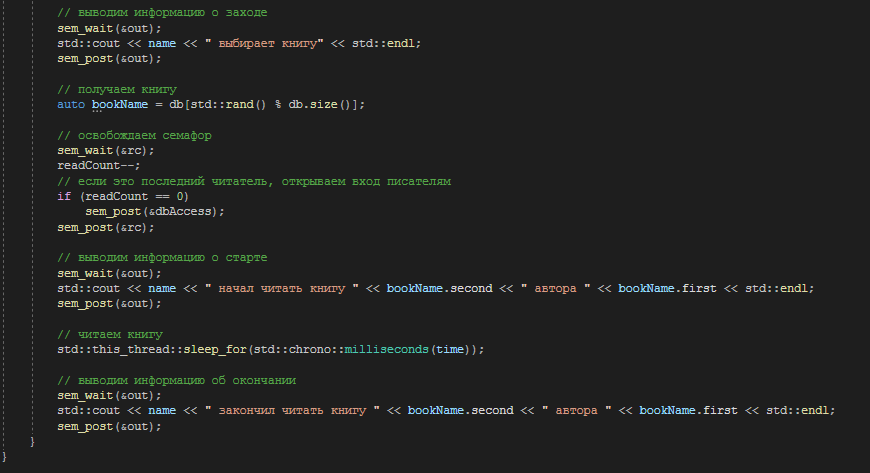 // выводим информацию о заходе
sem_wait(&out);
std::cout << name << " выбирает книгу" << std::endl;
sem_post(&out);
// получаем книгу
auto bookName = db[std::rand() % db.size()];
// освобождаем семафор
sem_wait(&rc);
readCount--;
// если это последний читатель, открываем вход писателям
if (readCount == 0)
sem_post(&dbAccess);
sem_post(&rc);
// выводим информацию о старте
sem_wait(&out);
std::cout << name << " начал читать книгу " << bookName.second << " автора " << bookName.first << std::endl;
sem_post(&out);
// читаем книгу
std::this_thread::sleep_for(std::chrono::milliseconds(time));
// выводим информацию об окончании
sem_wait(&out);
std::cout << name << " закончил читать книгу " << bookName.second << " автора " << bookName.first << std::endl;
sem_post(&out);
}
}